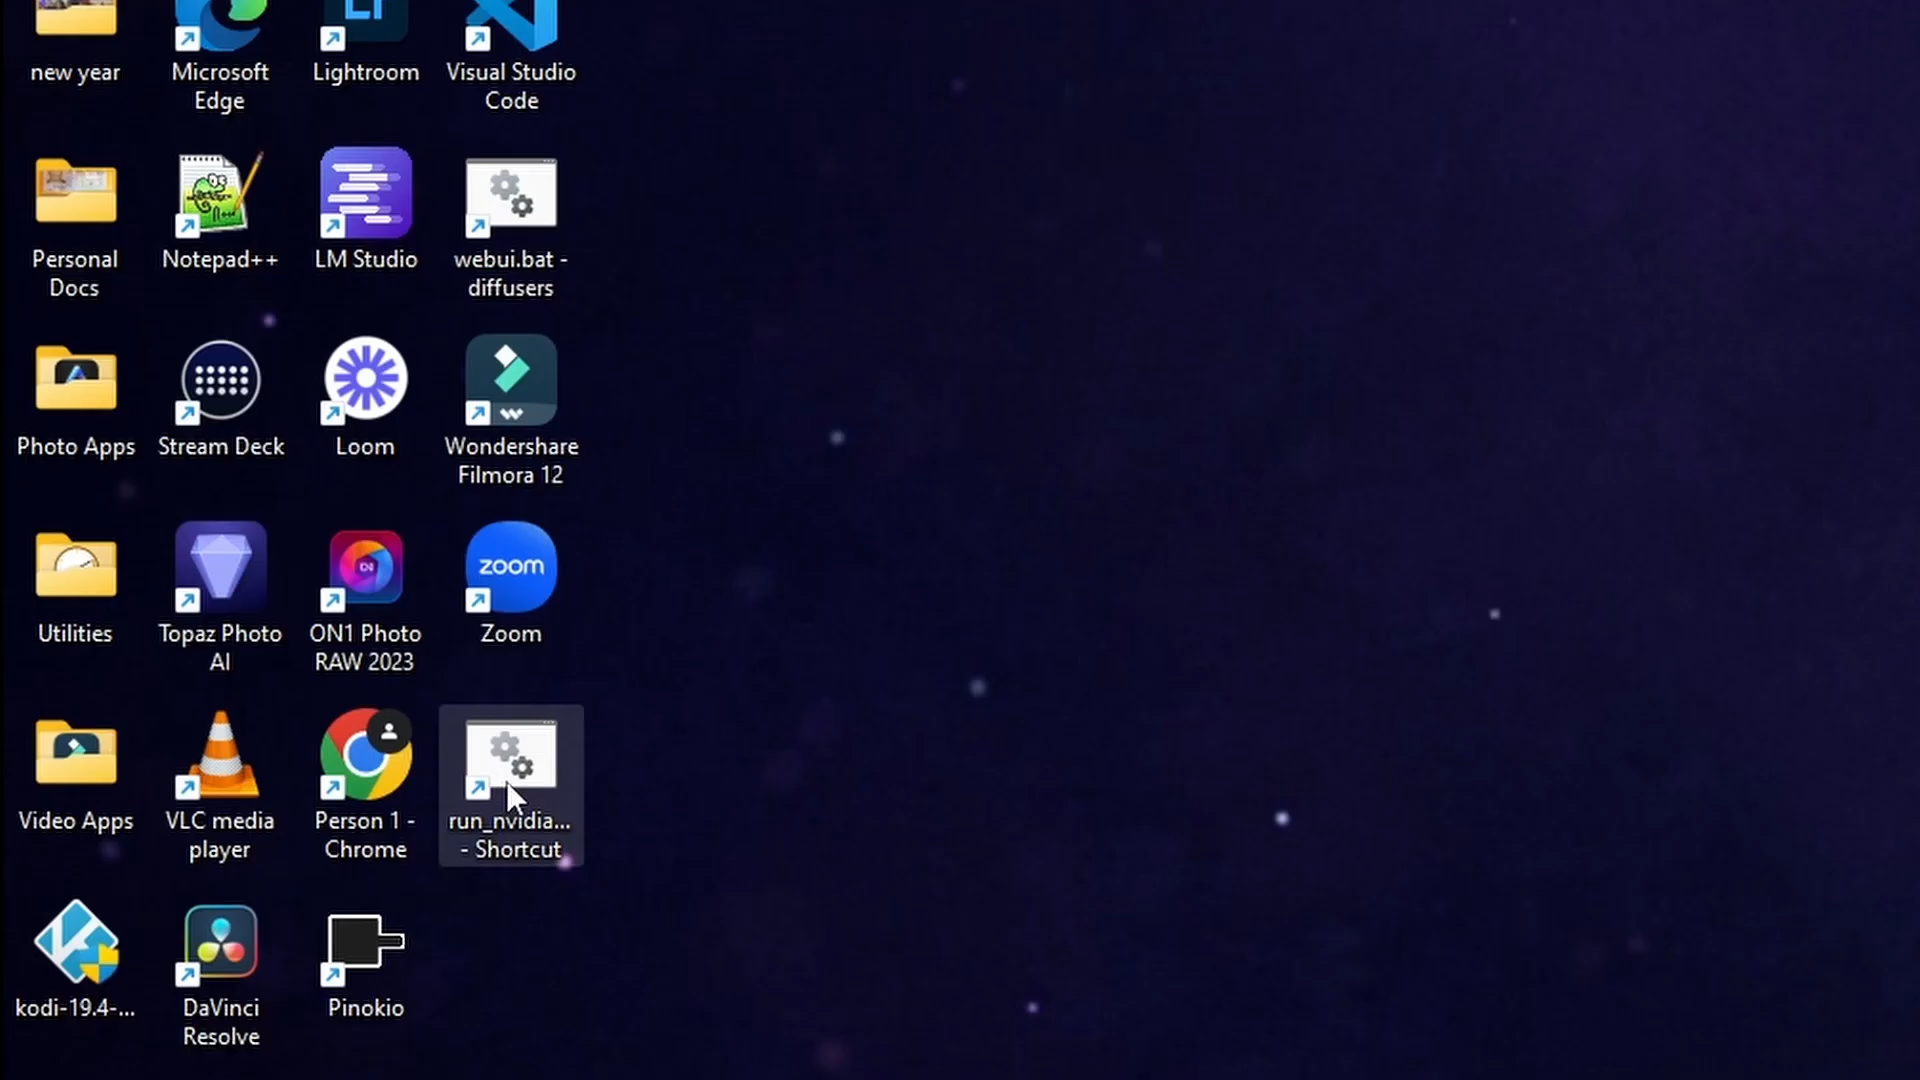 new year
Microsoft
Edge
Lightroom
Visual Studio
Code
Personal
Docs
Notepad++
LM Studio
webui.bat -
diffusers
Photo Apps
Stream Deck
Loom
Wondershare
Filmora 12
zoom
Utilities
Topaz Photo
AI
ON1 Photo
RAW 2023
Zoom
Video Apps
VLC media
player
Person 1 -
Chrome
run_nvidia...
- Shortcut
kodi-19.4-...
DaVinci
Resolve
Pinokio